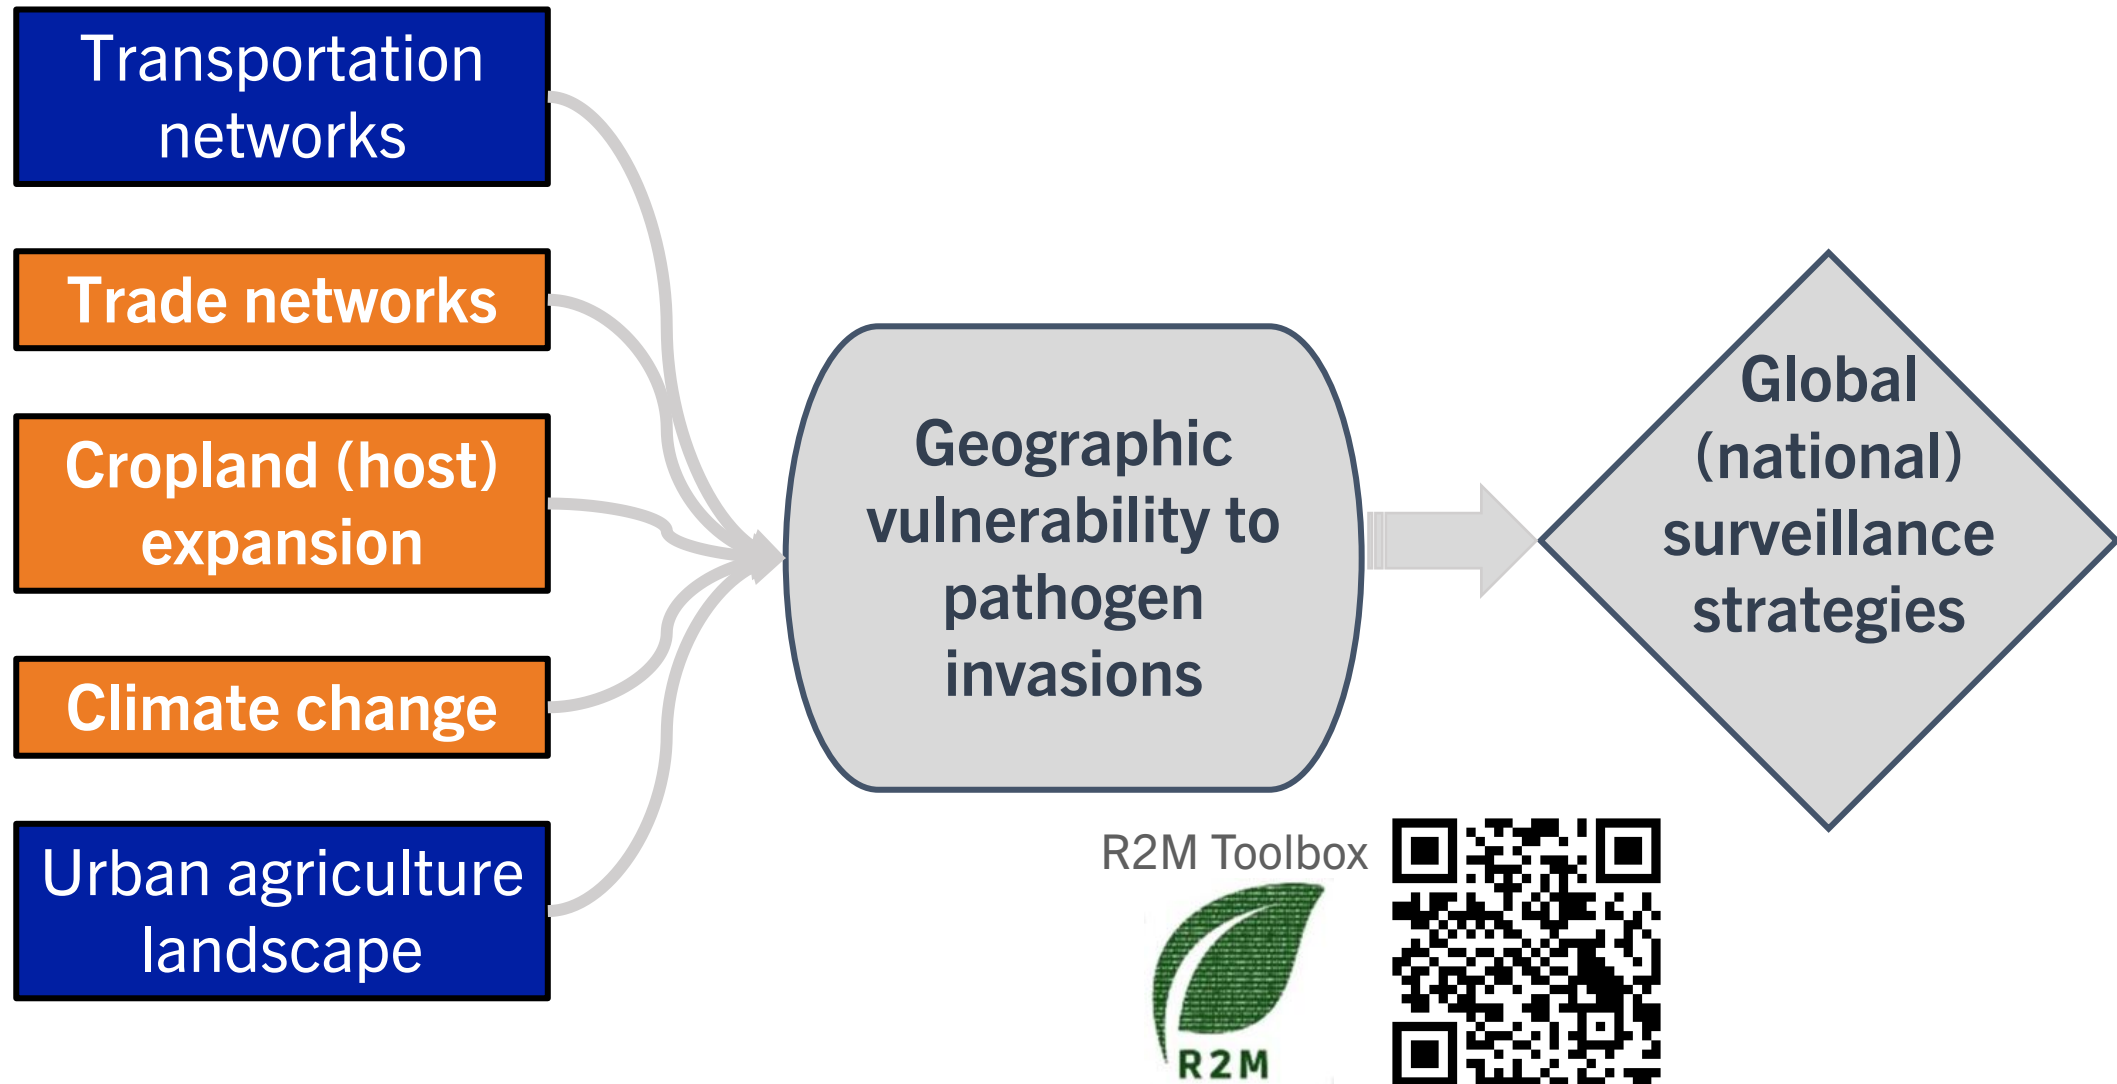 Transportation
networks
Trade networks
Cropland (host)
expansion
Climate change
Urban agriculture
landscape
Geographic
vulnerability to
pathogen
invasions
Global
(national)
surveillance
strategies
R2M Toolbox
R2M